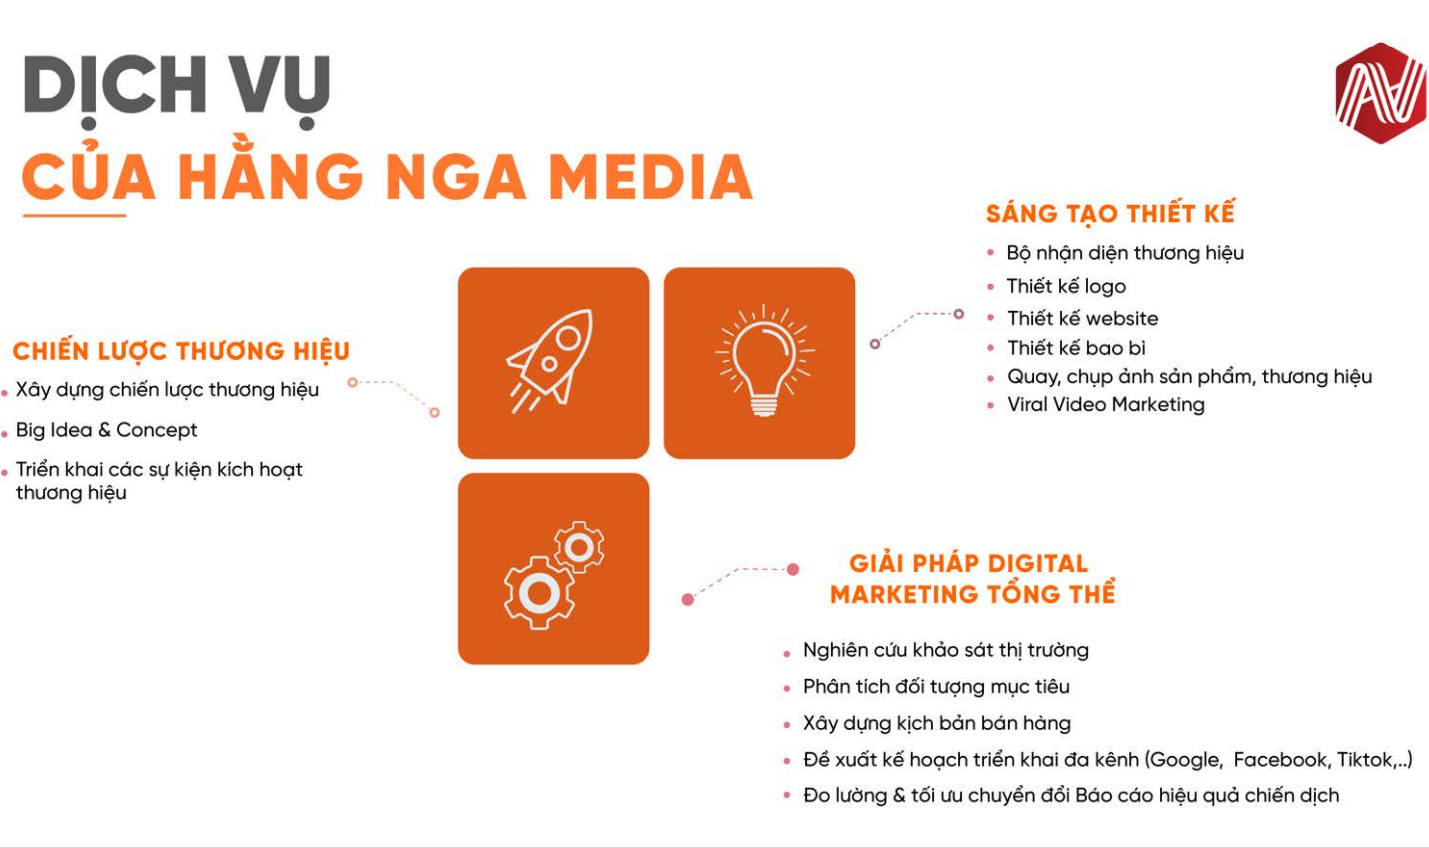 DỊCH VỤ
CỦA HẰNG NGA MEDIA
SÁNG TẠO THIẾT KẾ
Bộ nhận diện thương hiệu
Thiết kế logo
Thiết kế website
Thiết kế bao bì
Quay, chụp ảnh sản phẩm, thương hiệu
Viral Video Marketing
CHIẾN LƯỢC THƯƠNG HIỆU
Xây dựng chiến lược thương hiệu
Big Idea & Concept
Triển khai các sự kiện kích hoạt
thương hiệu
GIẢI PHÁP DIGITAL
MARKETING TỔNG THỂ
Nghiên cứu khảo sát thị trường
Phân tích đối tượng mục tiêu
Xây dựng kịch bản bán hàng
Đề xuất kế hoạch triển khai đa kênh (Google, Facebook, Tiktok,..)
Đo lường & tối ưu chuyển đổi Báo cáo hiệu quả chiến dịch